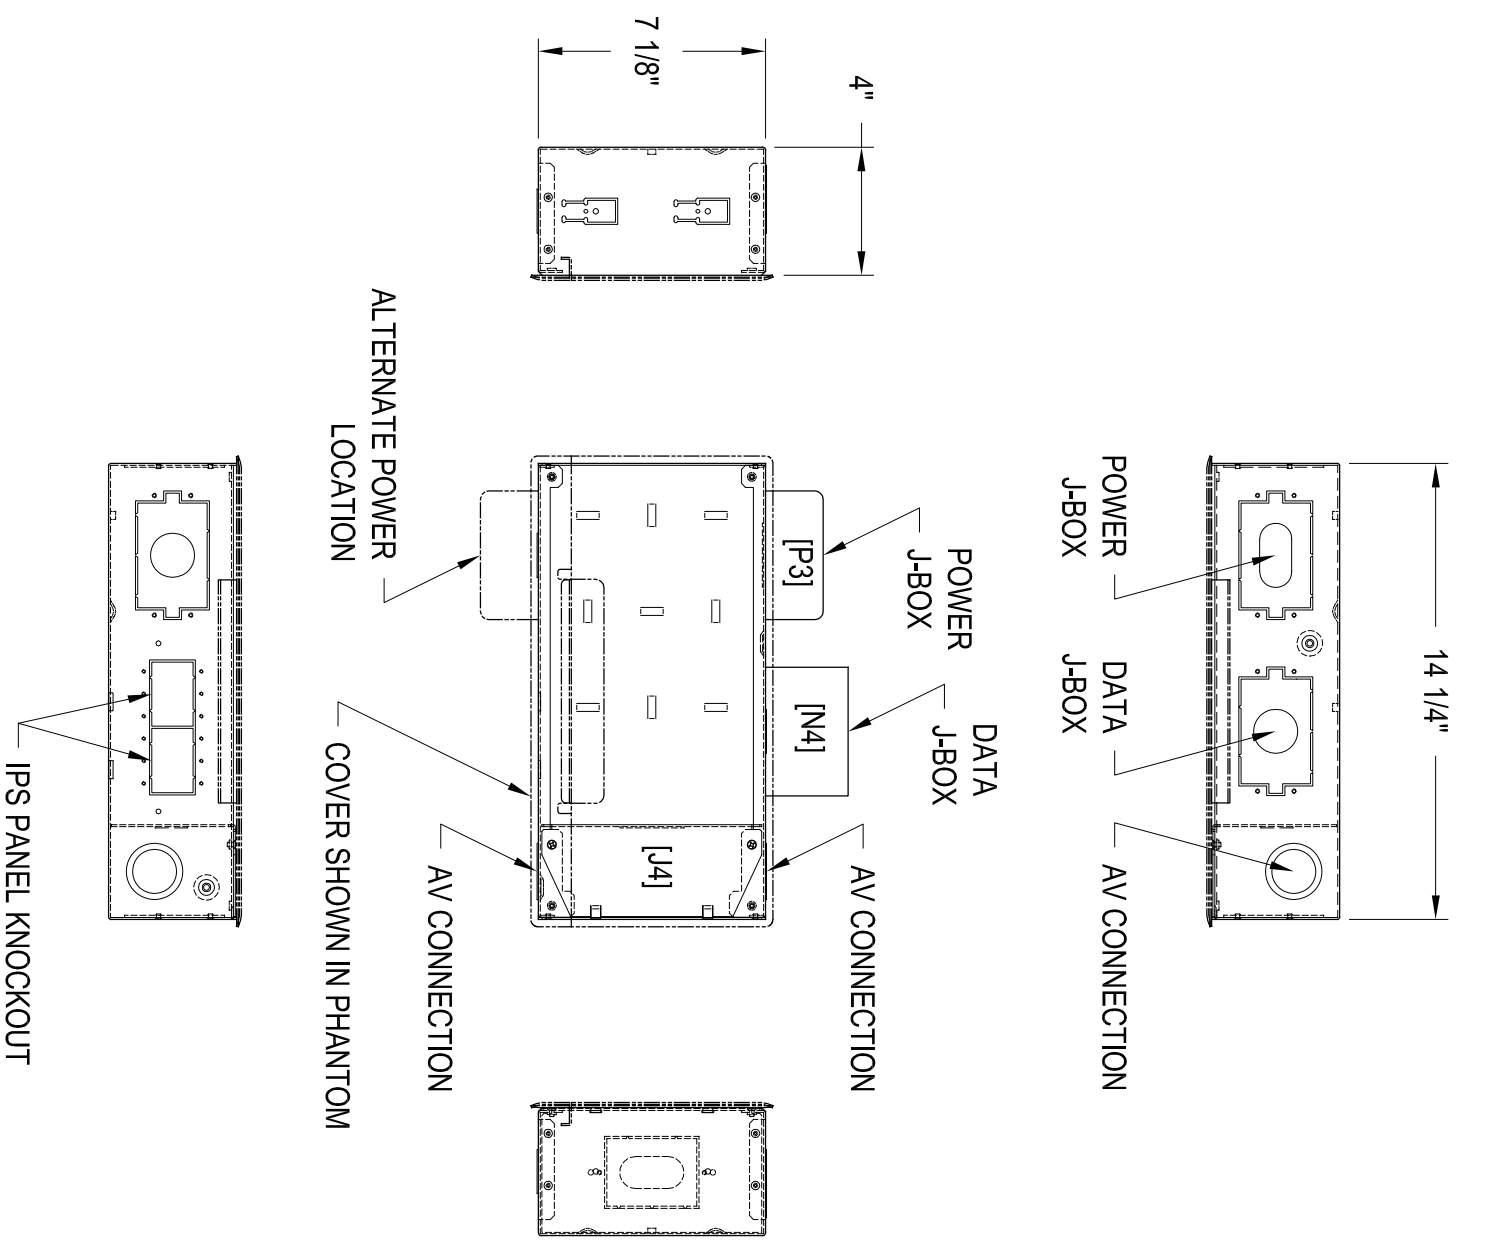 14 1/4"
POWER
J-BOX
DATA
J-BOX
AV CONNECTION
7 1/8"
4"
POWER
J-BOX
DATA
J-BOX
[P3]
[N4]
[J4]
AV CONNECTION
ALTERNATE POWER
LOCATION
COVER SHOWN IN PHANTOM
AV CONNECTION
IPS PANEL KNOCKOUT